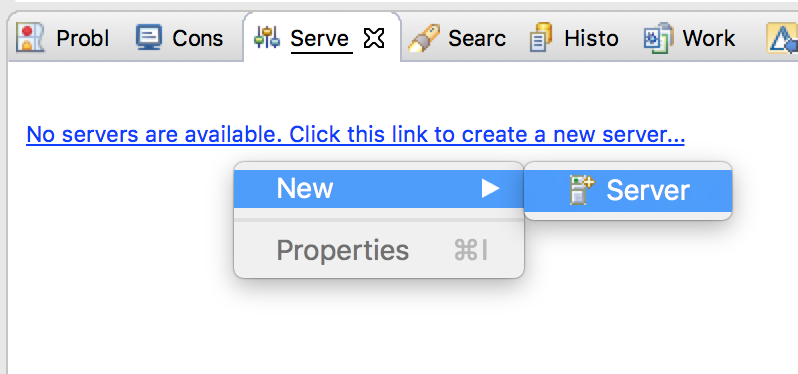 Probl Cons Serve Searc Histo Work
No servers are available. Click this link to create a new server...
New Server
Properties ⌘I